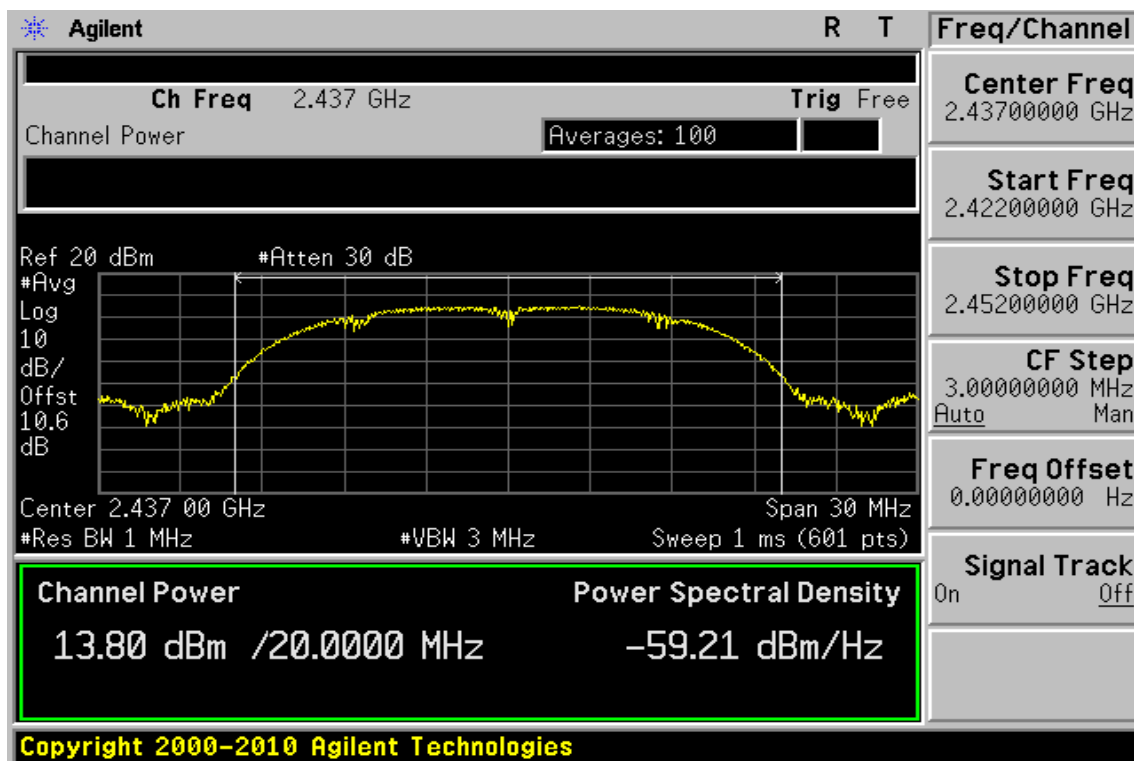 Agilent R T
Freq/Channel
Ch Freq 2.437 GHz Trig Free
Channel Power Averages: 100
Ref 20 dBm #Atten 30 dB
#Avg
Log
10
dB/
Offst
10.6
dB
Center 2.437 00 GHz Span 30 MHz
#Res BW 1 MHz #VBW 3 MHz Sweep 1 ms (601 pts)
Channel Power Power Spectral Density
13.80 dBm /20.0000 MHz -59.21 dBm/Hz
Copyright 2000-2010 Agilent Technologies
Center Freq
2.43700000 GHz
Start Freq
2.42200000 GHz
Stop Freq
2.45200000 GHz
CF Step
3.00000000 MHz
Auto Man
Freq Offset
0.00000000 Hz
Signal Track
On Off